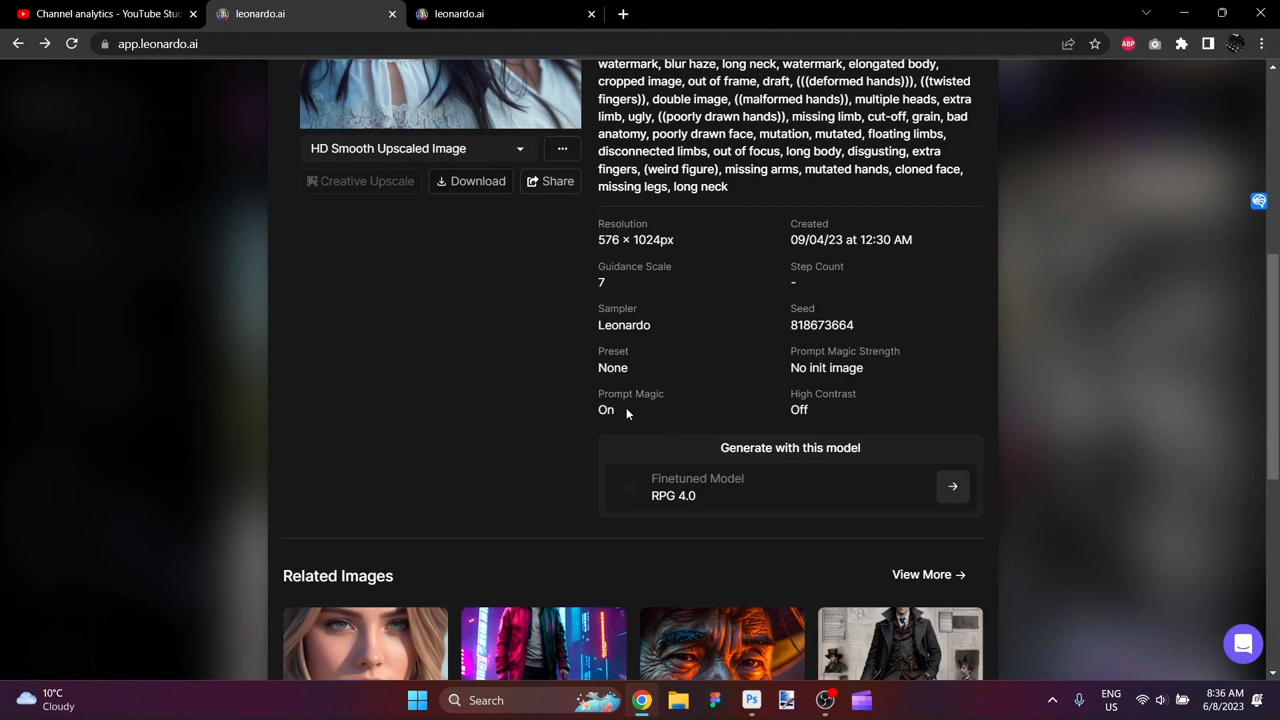 Channel analytics - YouTube Stu
leonardo.ai
leonardo.ai
app.leonardo.ai
ABP
watermark, blur haze, long neck, watermark, elongated body,
cropped image, out of frame, draft, (((deformed hands))), ((twisted
fingers)), double image, ((malformed hands)), multiple heads, extra
limb, ugly, ((poorly drawn hands)), missing limb, cut-off, grain, bad
anatomy, poorly drawn face, mutation, mutated, floating limbs,
disconnected limbs, out of focus, long body, disgusting, extra
fingers, (weird figure), missing arms, mutated hands, cloned face,
missing legs, long neck
HD Smooth Upscaled Image
Creative Upscale
Download
Share
Resolution
576 × 1024px
Created
09/04/23 at 12:30 AM
Guidance Scale
7
Step Count
-
Sampler
Leonardo
Seed
818673664
Preset
None
Prompt Magic Strength
No init image
Prompt Magic
On
High Contrast
Off
Generate with this model
Finetuned Model
RPG 4.0
Related Images
View More →
10°C
Cloudy
Search
Ps
ENG
US
8:36 AM
6/8/2023